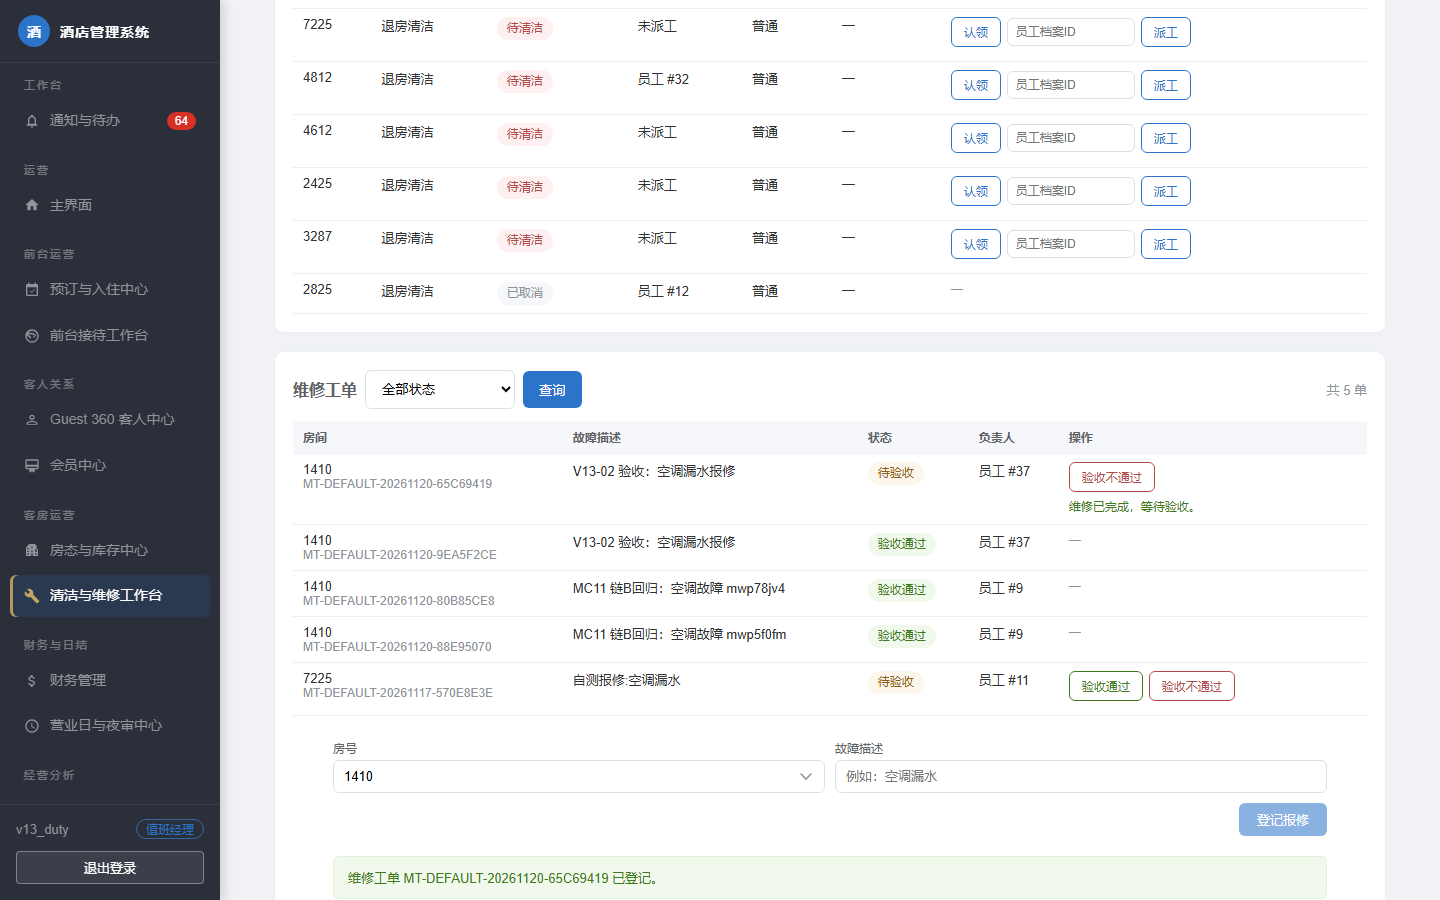 酒 酒店管理系统
工作台
通知与待办 64
运营
主界面
前台运营
预订与入住中心
前台接待工作台
客人关系
Guest 360 客人中心
会员中心
客房运营
房态与库存中心
清洁与维修工作台
财务与日结
财务管理
营业日与夜审中心
经营分析
v13_duty 值班经理
退出登录
7225 退房清洁 待清洁 未派工 普通 — 认领 员工档案ID 派工
4812 退房清洁 待清洁 员工 #32 普通 — 认领 员工档案ID 派工
4612 退房清洁 待清洁 未派工 普通 — 认领 员工档案ID 派工
2425 退房清洁 待清洁 未派工 普通 — 认领 员工档案ID 派工
3287 退房清洁 待清洁 未派工 普通 — 认领 员工档案ID 派工
2825 退房清洁 已取消 员工 #12 普通 — —
维修工单 全部状态 查询 共 5 单
房间 故障描述 状态 负责人 操作
1410 V13-02 验收：空调漏水报修 待验收 员工 #37 验收不通过
MT-DEFAULT-20261120-65C69419
维修已完成，等待验收。
1410 V13-02 验收：空调漏水报修 验收通过 员工 #37 —
MT-DEFAULT-20261120-9EA5F2CE
1410 MC11 链B回归：空调故障 mwp78jv4 验收通过 员工 #9 —
MT-DEFAULT-20261120-80B85CE8
1410 MC11 链B回归：空调故障 mwp5f0fm 验收通过 员工 #9 —
MT-DEFAULT-20261120-88E95070
7225 自测报修:空调漏水 待验收 员工 #11 验收通过 验收不通过
MT-DEFAULT-20261117-570E8E3E
房号 故障描述
1410 例如：空调漏水
登记报修
维修工单 MT-DEFAULT-20261120-65C69419 已登记。